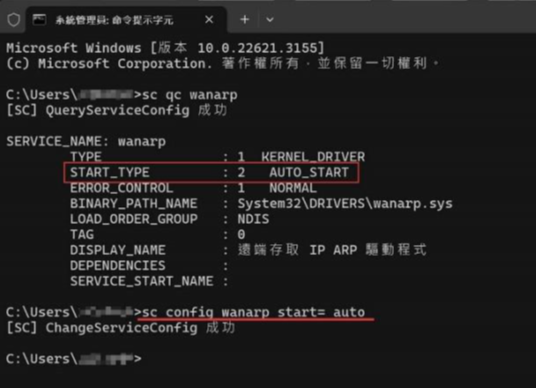 系統管理員: 命令提示字元
Microsoft Windows [版本 10.0.22621.3155]
(c) Microsoft Corporation. 著作權所有，並保留一切權利。
C:\Users\ >sc qc wanarp
[SC] QueryServiceConfig 成功
SERVICE_NAME: wanarp
TYPE : 1 KERNEL_DRIVER
START_TYPE : 2 AUTO_START
ERROR_CONTROL : 1 NORMAL
BINARY_PATH_NAME : System32\DRIVERS\wanarp.sys
LOAD_ORDER_GROUP : NDIS
TAG : 0
DISPLAY_NAME : 遠端存取 IP ARP 驅動程式
DEPENDENCIES :
SERVICE_START_NAME :
C:\Users\ >sc config wanarp start= auto
[SC] ChangeServiceConfig 成功
C:\Users\ >